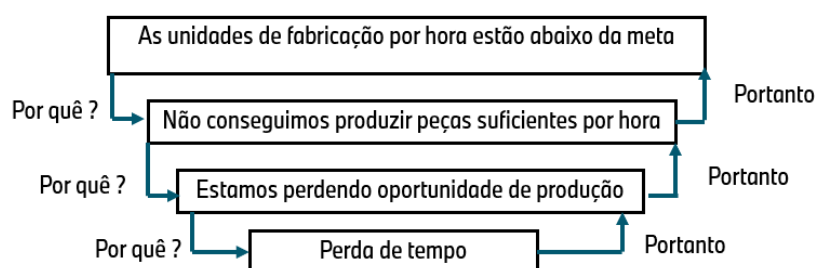 As unidades de fabricação por hora estão abaixo da meta
Por quê ?
Portanto
Não conseguimos produzir peças suficientes por hora
Por quê ?
Portanto
Estamos perdendo oportunidade de produção
Por quê ?
Portanto
Perda de tempo